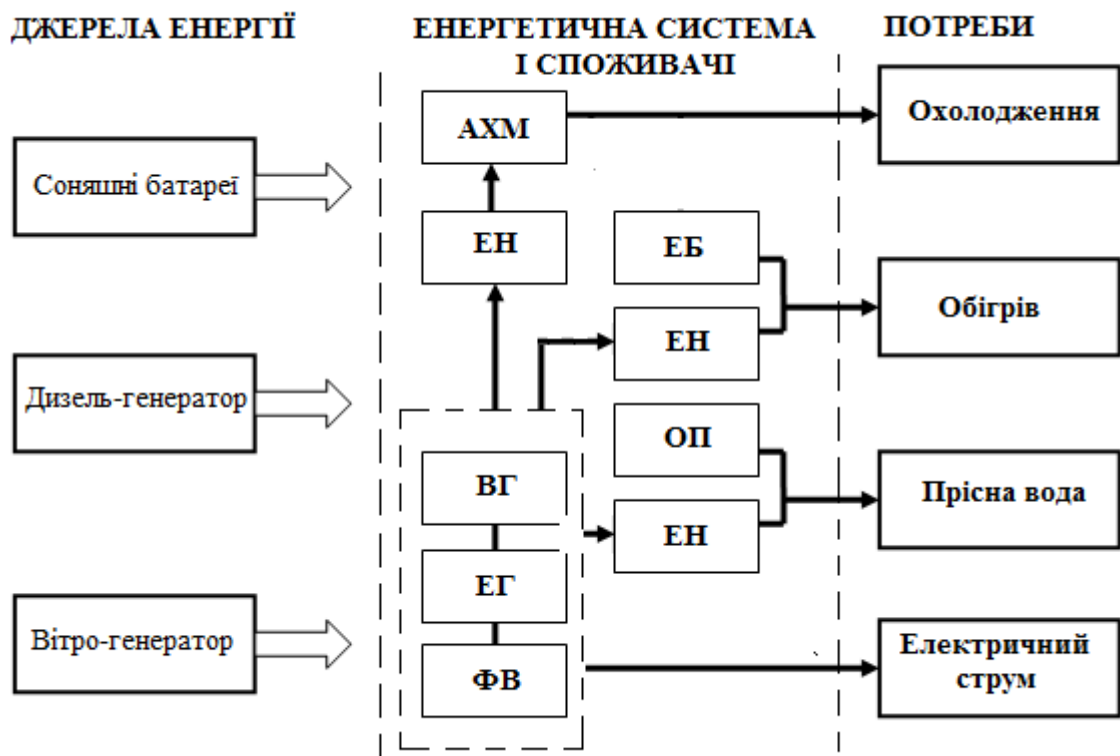 ДЖЕРЕЛА ЕНЕРГІЇ
ЕНЕРГЕТИЧНА СИСТЕМА
І СПОЖИВАЧІ
ПОТРЕБИ
Соняшні батареї
Дизель-генератор
Вітро-генератор
АХМ
ЕН
ЕБ
ЕН
ОП
ЕН
ВГ
ЕГ
ФВ
Охолодження
Обігрів
Прісна вода
Електричний
струм